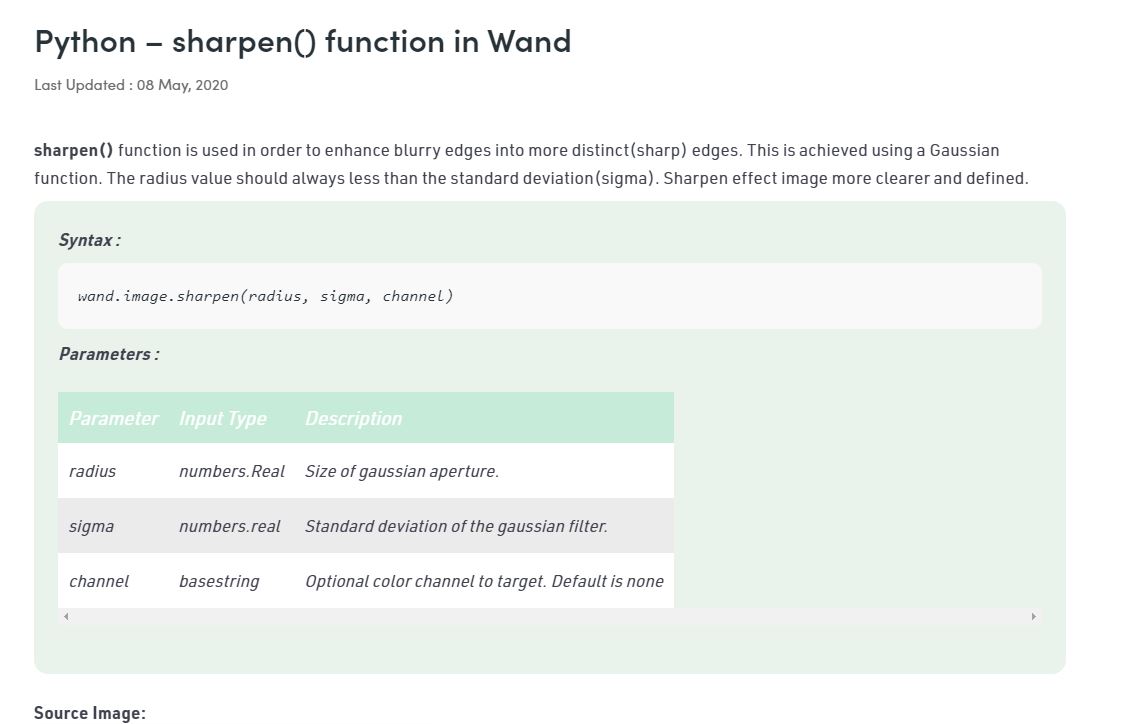 Python – sharpen() function in Wand
Last Updated : 08 May, 2020
sharpen() function is used in order to enhance blurry edges into more distinct(sharp) edges. This is achieved using a Gaussian
function. The radius value should always less than the standard deviation(sigma). Sharpen effect image more clearer and defined.
Syntax :
wand.image.sharpen(radius, sigma, channel)
Parameters :
Parameter Input Type Description
radius numbers.Real Size of gaussian aperture.
sigma numbers.real Standard deviation of the gaussian filter.
channel basestring Optional color channel to target. Default is none
Source Image: